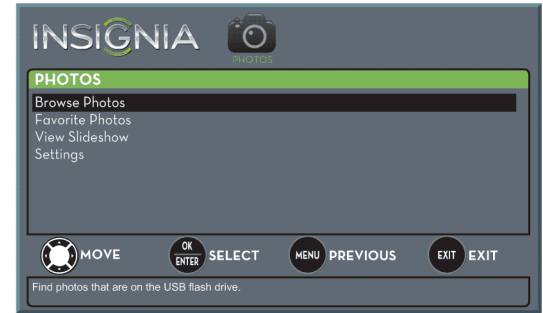 INSIGNIA
PHOTOS
PHOTOS
Browse Photos
Favorite Photos
View Slideshow
Settings
MOVE
OK
ENTER
SELECT
MENU
PREVIOUS
EXIT
EXIT
Find photos that are on the USB flash drive.